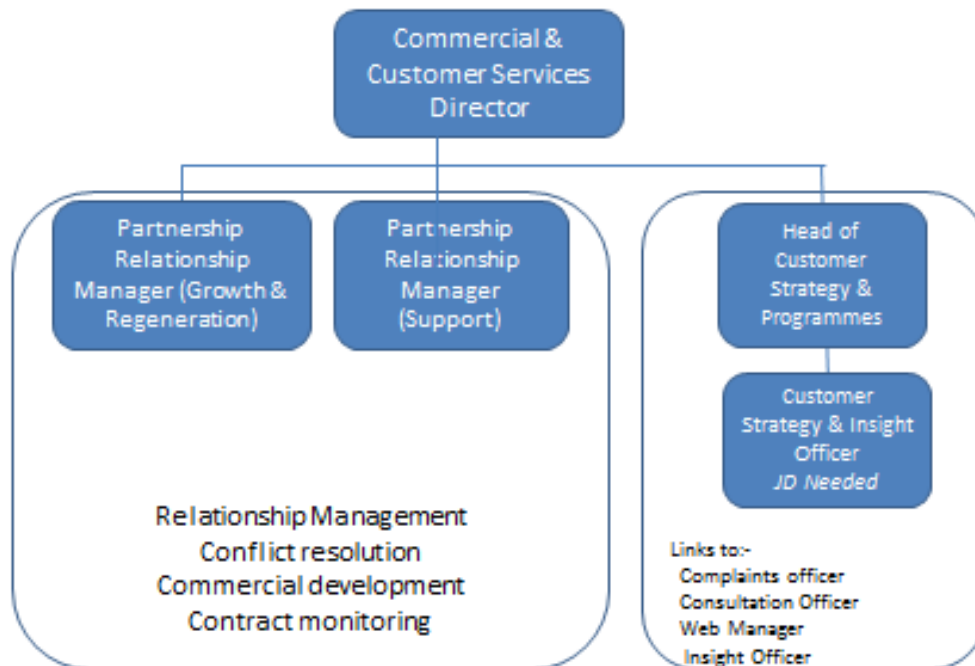 Commercial &
Customer Services
Director
Partnership
Relationship
Manager (Growth &
Regeneration)
Partnership
Relationship
Manager
(Support)
Head of
Customer
Strategy &
Programmes
Customer
Strategy & Insight
Officer
JD Needed
Relationship Management
Conflict resolution
Commercial development
Contract monitoring
Links to:-
Complaints officer
Consultation Officer
Web Manager
Insight Officer